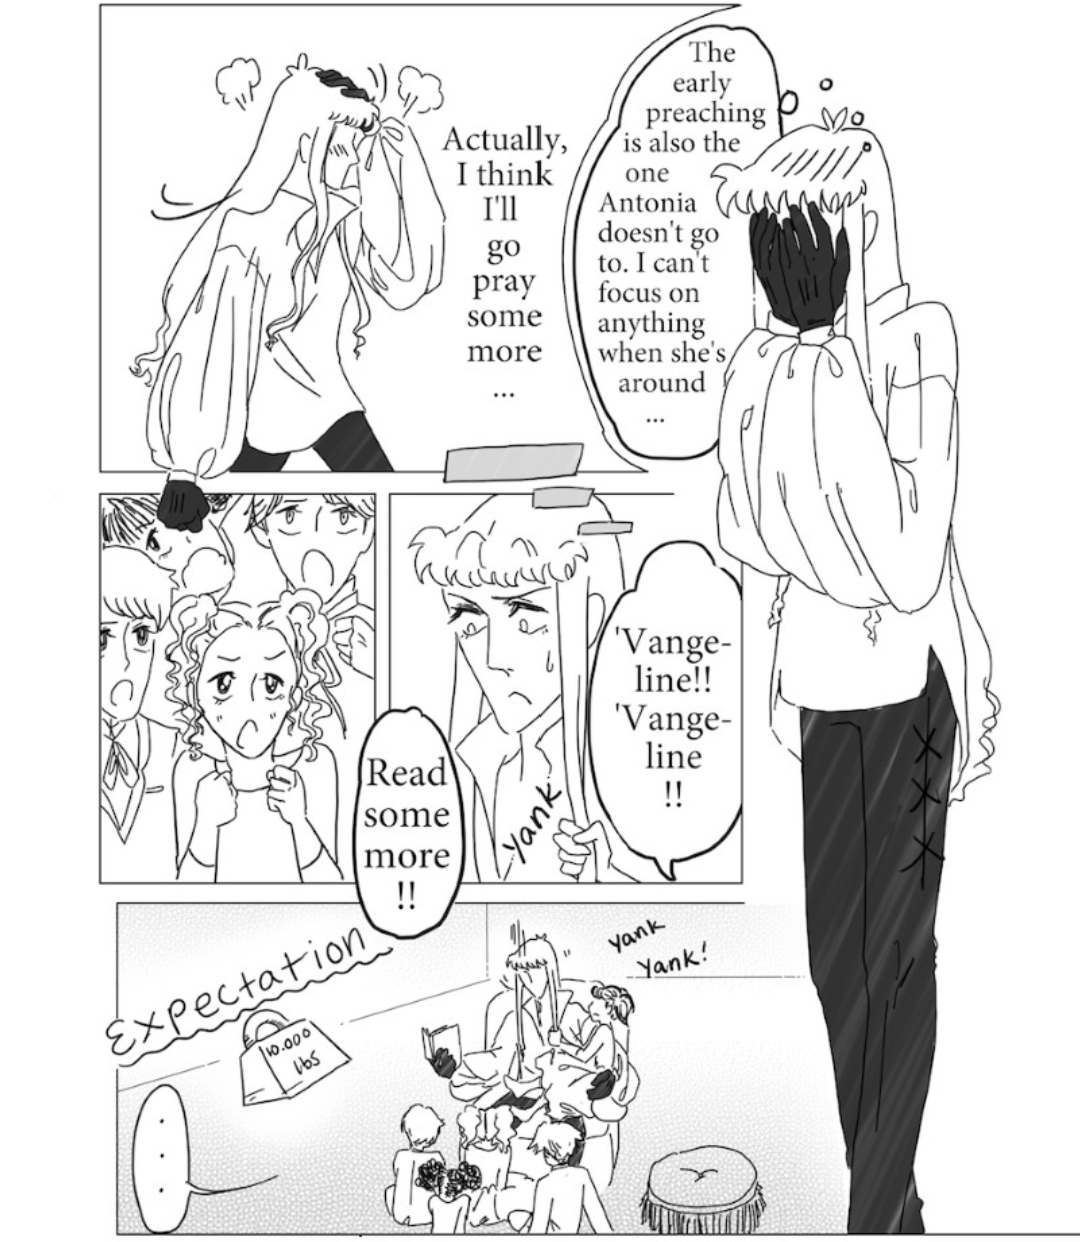 Actually,
I think
I'll
go
pray
some
more
...
The
early
preaching
is also the
one
Antonia
doesn't go
to. I can't
focus on
anything
when she's
around
...
'Vange-
line!!
'Vange-
line
!!
yank
Read
some
more
!!
Expectation
10.000
lbs
yank
yank!
...